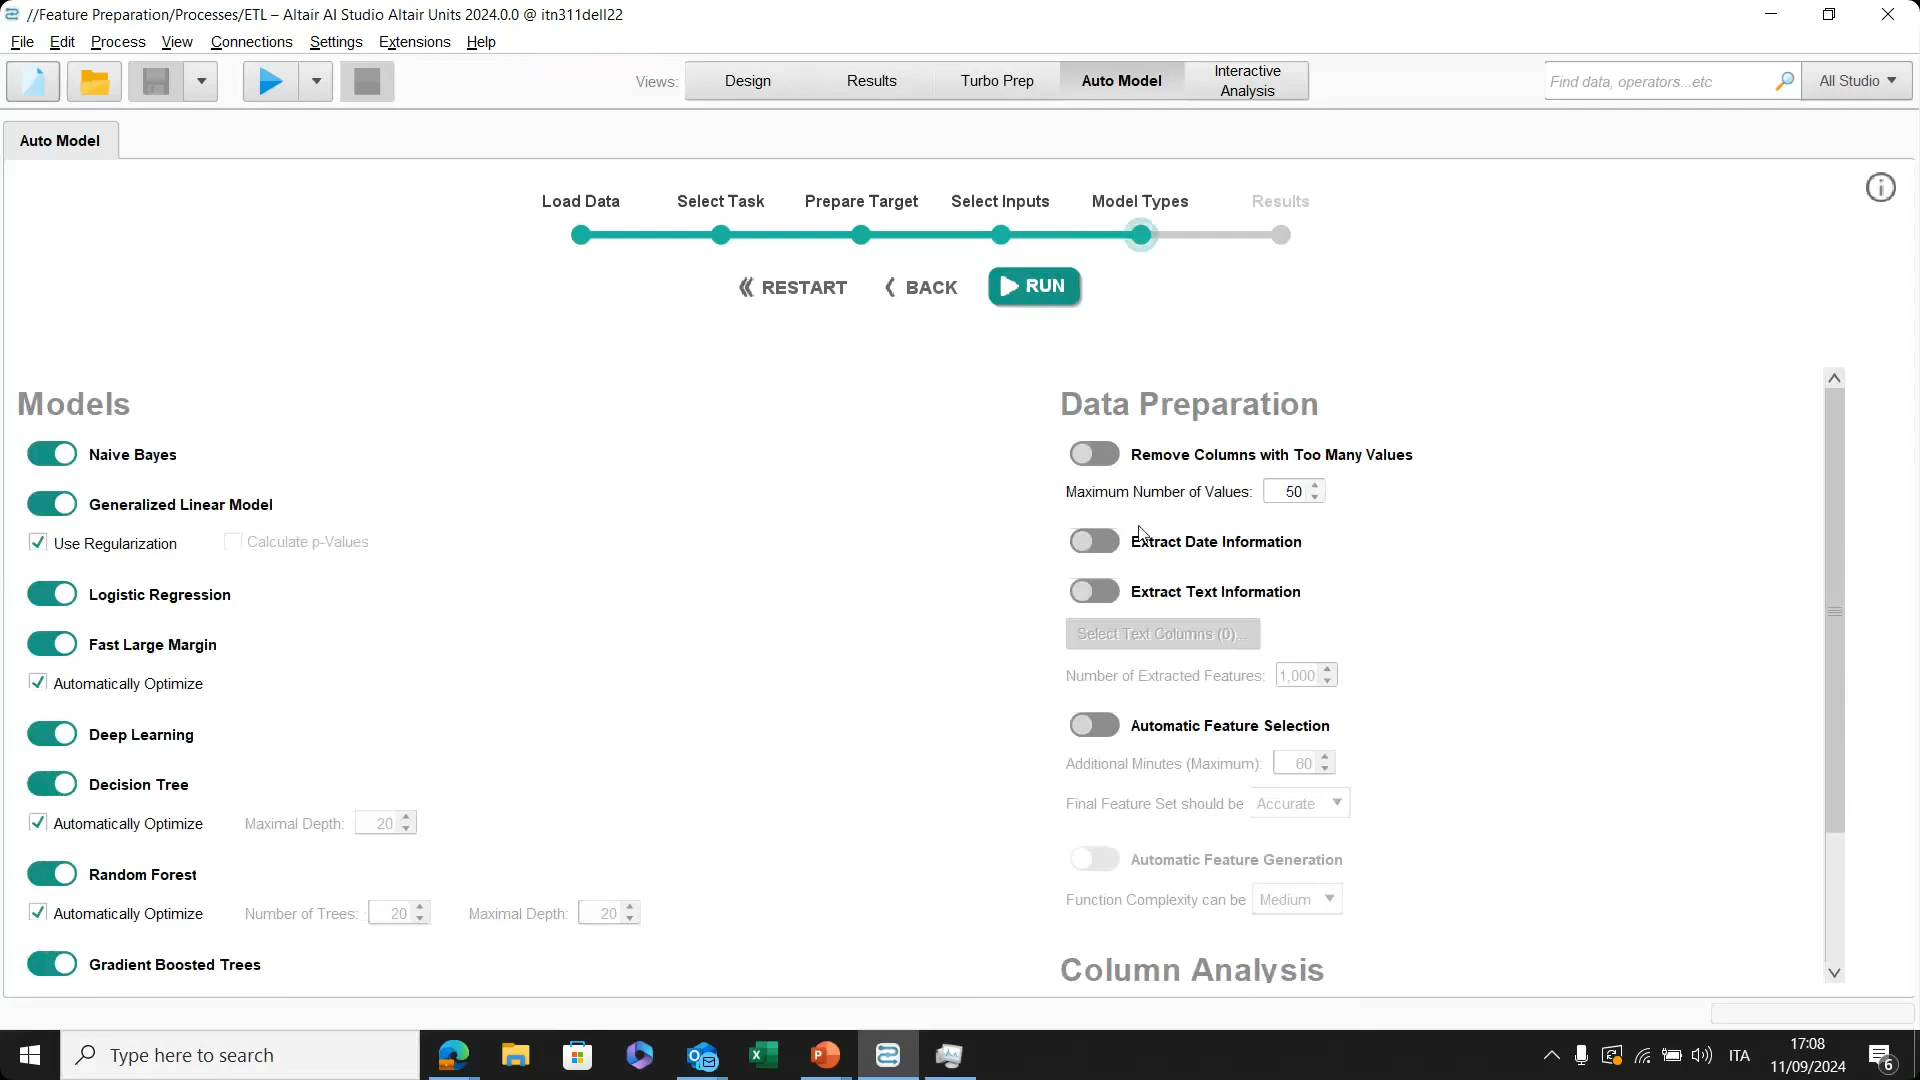 //Feature Preparation/Processes/ETL – Altair AI Studio Altair Units 2024.0.0 @ itn311dell22
File Edit Process View Connections Settings Extensions Help
Views: Design Results Turbo Prep Auto Model Interactive Analysis
Find data, operators...etc All Studio
Auto Model
Load Data Select Task Prepare Target Select Inputs Model Types Results
RESTART BACK RUN
Models
Naive Bayes
Generalized Linear Model
Use Regularization Calculate p-Values
Logistic Regression
Fast Large Margin
Automatically Optimize
Deep Learning
Decision Tree
Automatically Optimize Maximal Depth: 20
Random Forest
Automatically Optimize Number of Trees: 20 Maximal Depth: 20
Gradient Boosted Trees
Data Preparation
Remove Columns with Too Many Values
Maximum Number of Values: 50
Extract Date Information
Extract Text Information
Select Text Columns (0)...
Number of Extracted Features: 1,000
Automatic Feature Selection
Additional Minutes (Maximum): 60
Final Feature Set should be Accurate
Automatic Feature Generation
Function Complexity can be Medium
Column Analysis
Type here to search
ITA
17:08
11/09/2024
6